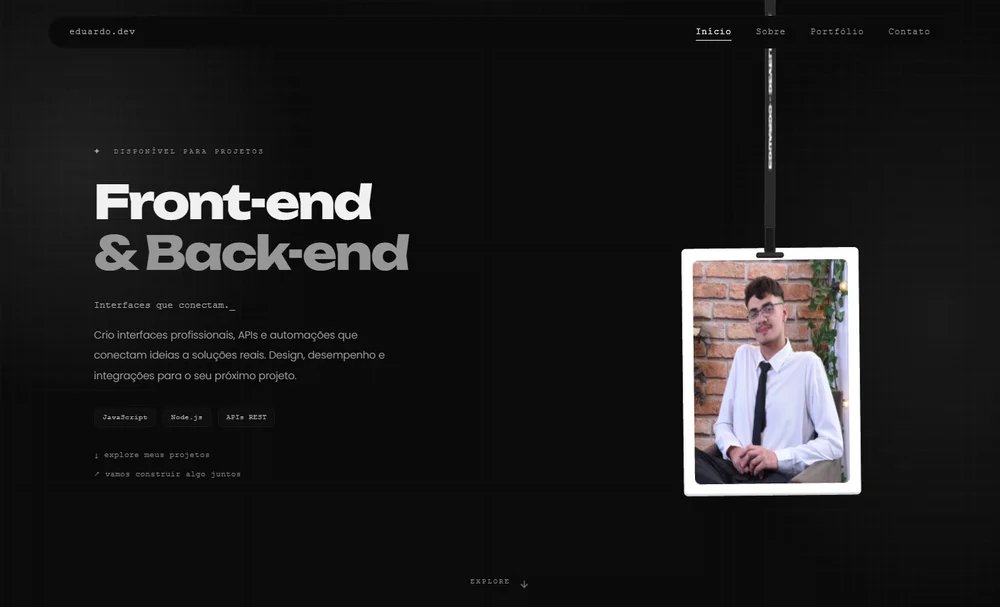 eduardo.dev
Início
Sobre
Portfólio
Contato
✦ DISPONÍVEL PARA PROJETOS
Front-end
& Back-end
Interfaces que conectam._
Crio interfaces profissionais, APIs e automações que
conectam ideias a soluções reais. Design, desempenho e
integrações para o seu próximo projeto.
JavaScript
Node.js
APIs REST
↓ explore meus projetos
↗ vamos construir algo juntos
EXPLORE ↓